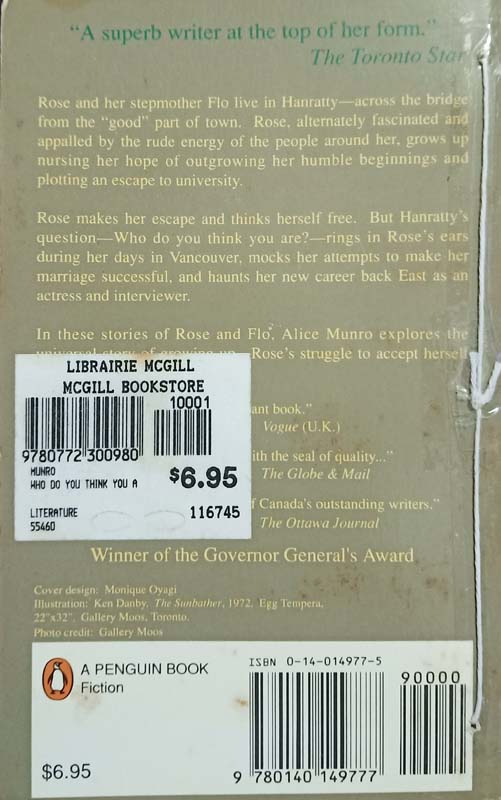 "A superb writer at the top of her form."
The Toronto Star
Rose and her stepmother Flo live in Hanratty—across the bridge
from the "good" part of town. Rose, alternately fascinated and
appalled by the rude energy of the people around her, grows up
nursing her hope of outgrowing her humble beginnings and
plotting an escape to university.
Rose makes her escape and thinks herself free. But Hanratty's
question—Who do you think you are?—rings in Rose's ears
during her days in Vancouver, mocks her attempts to make her
marriage successful, and haunts her new career back East as an
actress and interviewer.
In these stories of Rose and Flo, Alice Munro explores the
universal story of growing up. Rose's struggle to accept herself
LIBRAIRIE MCGILL
MCGILL BOOKSTORE
10001
9780772 300980
MUNRO
WHO DO YOU THINK YOU A
$6.95
LITERATURE
55460
116745
ant book."
Vogue (U.K.)
ith the seal of quality..."
The Globe & Mail
f Canada's outstanding writers."
The Ottawa Journal
Winner of the Governor General's Award
Cover design: Monique Oyagi
Illustration: Ken Danby, The Sunbather, 1972. Egg Tempera,
22"x32". Gallery Moos, Toronto.
Photo credit: Gallery Moos
A PENGUIN BOOK
Fiction
$6.95
ISBN 0-14-014977-5
90000
9 780140 149777